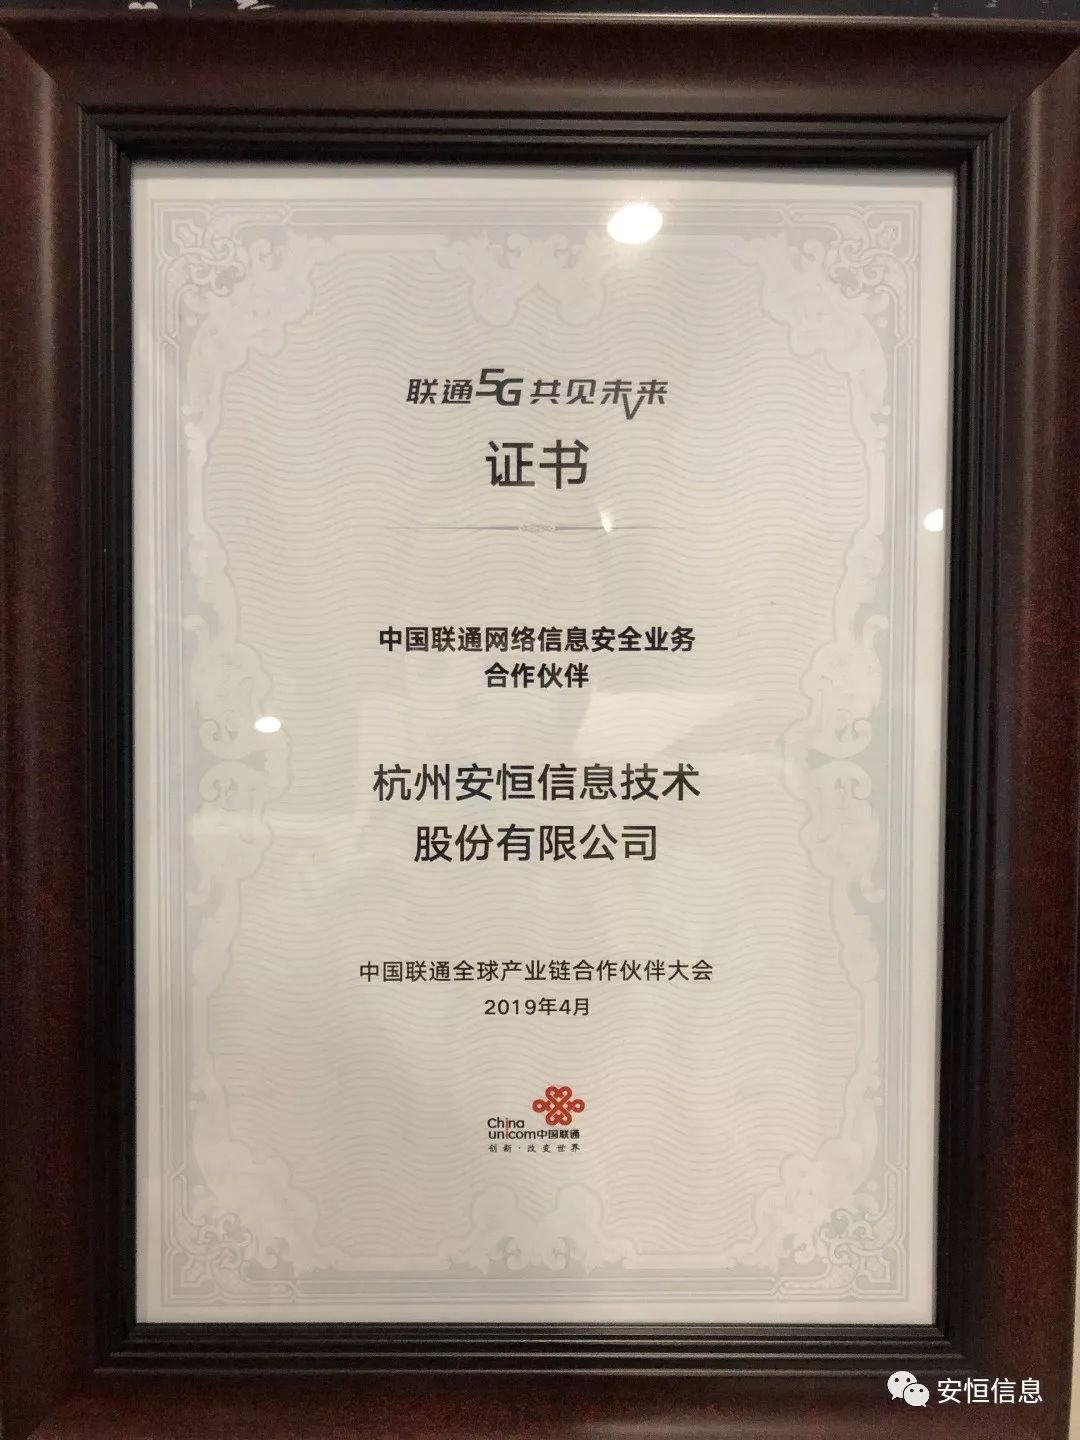 联通5G共见未来
证书
中国联通网络信息安全业务
合作伙伴
杭州安恒信息技术
股份有限公司
中国联通全球产业链合作伙伴大会
2019年4月
China
unicom中国联通
创新·改变世界
安恒信息